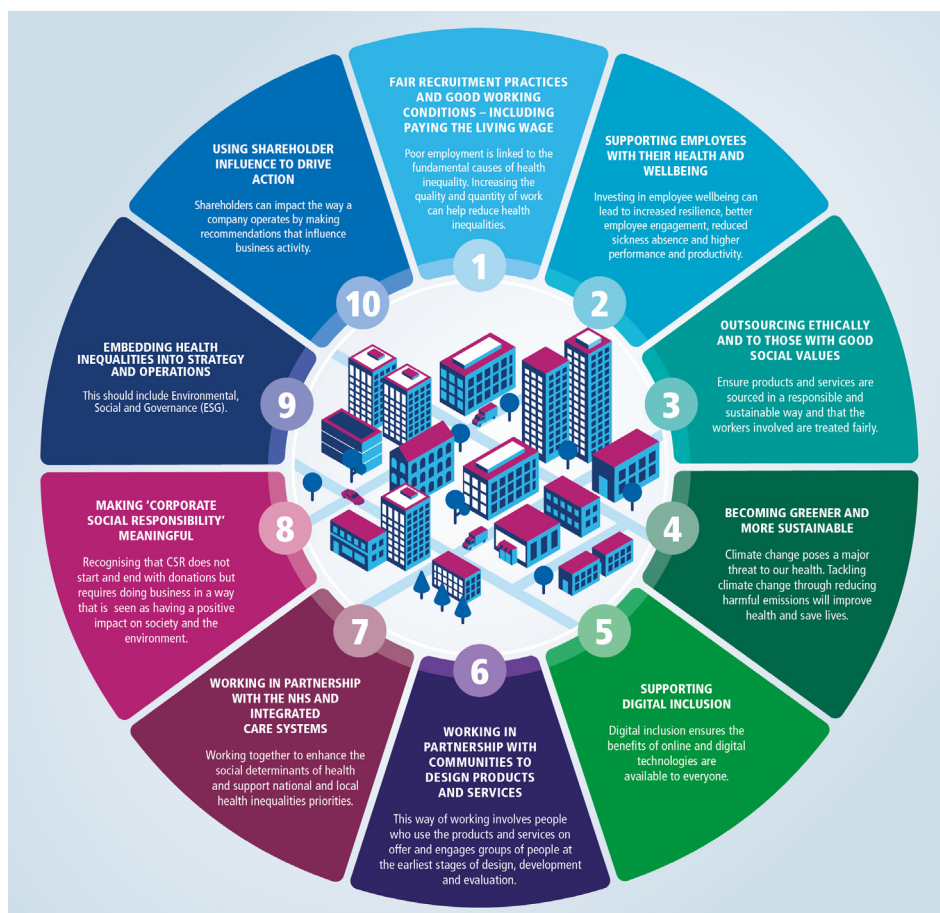 FAIR RECRUITMENT PRACTICES
AND GOOD WORKING
CONDITIONS – INCLUDING
PAYING THE LIVING WAGE
Poor employment is linked to the
fundamental causes of health
inequality. Increasing the
quality and quantity of work
can help reduce health
inequalities.
1
SUPPORTING EMPLOYEES
WITH THEIR HEALTH AND
WELLBEING
Investing in employee wellbeing can
lead to increased resilience, better
employee engagement, reduced
sickness absence and higher
performance and productivity.
2
OUTSOURCING ETHICALLY
AND TO THOSE WITH GOOD
SOCIAL VALUES
Ensure products and services are
sourced in a responsible and
sustainable way and that the
workers involved are treated fairly.
3
BECOMING GREENER AND
MORE SUSTAINABLE
Climate change poses a major
threat to our health. Tackling
climate change through reducing
harmful emissions will improve
health and save lives.
4
SUPPORTING
DIGITAL INCLUSION
Digital inclusion ensures the
benefits of online and digital
technologies are
available to everyone.
5
6
WORKING IN
PARTNERSHIP WITH
COMMUNITIES TO
DESIGN PRODUCTS
AND SERVICES
This way of working involves people
who use the products and services on
offer and engages groups of people at
the earliest stages of design, development
and evaluation.
7
WORKING IN PARTNERSHIP
WITH THE NHS AND
INTEGRATED
CARE SYSTEMS
Working together to enhance the
social determinants of health
and support national and local
health inequalities priorities.
8
MAKING ‘CORPORATE
SOCIAL RESPONSIBILITY’
MEANINGFUL
Recognising that CSR does not
start and end with donations but
requires doing business in a way
that is seen as having a positive
impact on society and the
environment.
9
EMBEDDING HEALTH
INEQUALITIES INTO STRATEGY
AND OPERATIONS
This should include Environmental,
Social and Governance (ESG).
10
USING SHAREHOLDER
INFLUENCE TO DRIVE
ACTION
Shareholders can impact the way a
company operates by making
recommendations that influence
business activity.